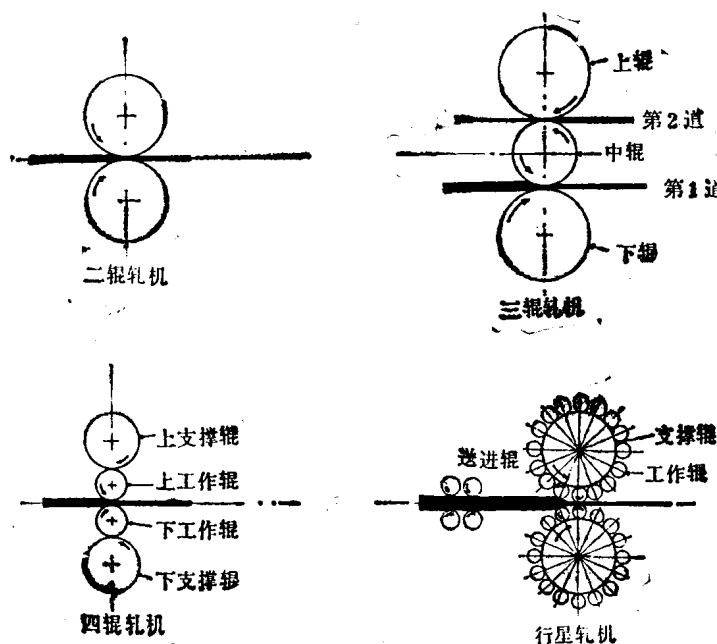 上辊
第2道
中辊
第1道
下辊
二辊轧机
三辊轧机
上支撑辊
上工作辊
下工作辊
下支撑辊
四辊轧机
送进辊
支撑辊
工作辊
行星轧机